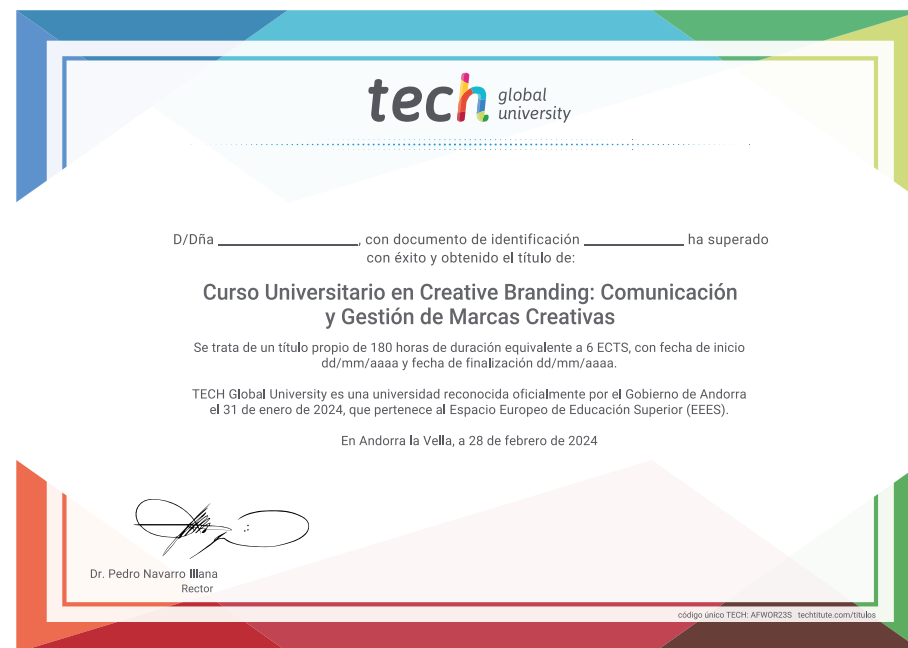 tech global university
D/Dña ____________________, con documento de identificación ______________ ha superado
con éxito y obtenido el título de:
Curso Universitario en Creative Branding: Comunicación
y Gestión de Marcas Creativas
Se trata de un título propio de 180 horas de duración equivalente a 6 ECTS, con fecha de inicio
dd/mm/aaaa y fecha de finalización dd/mm/aaaa.
TECH Global University es una universidad reconocida oficialmente por el Gobierno de Andorra
el 31 de enero de 2024, que pertenece al Espacio Europeo de Educación Superior (EEES).
En Andorra la Vella, a 28 de febrero de 2024
Dr. Pedro Navarro Illana
Rector
código único TECH: AFWOR23S techtitute.com/titulos